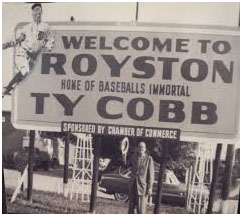 WELCOME TO
ROYSTON
HOME OF BASEBALLS IMMORTAL
TY COBB
SPONSORED BY CHAMBER OF COMMERCE